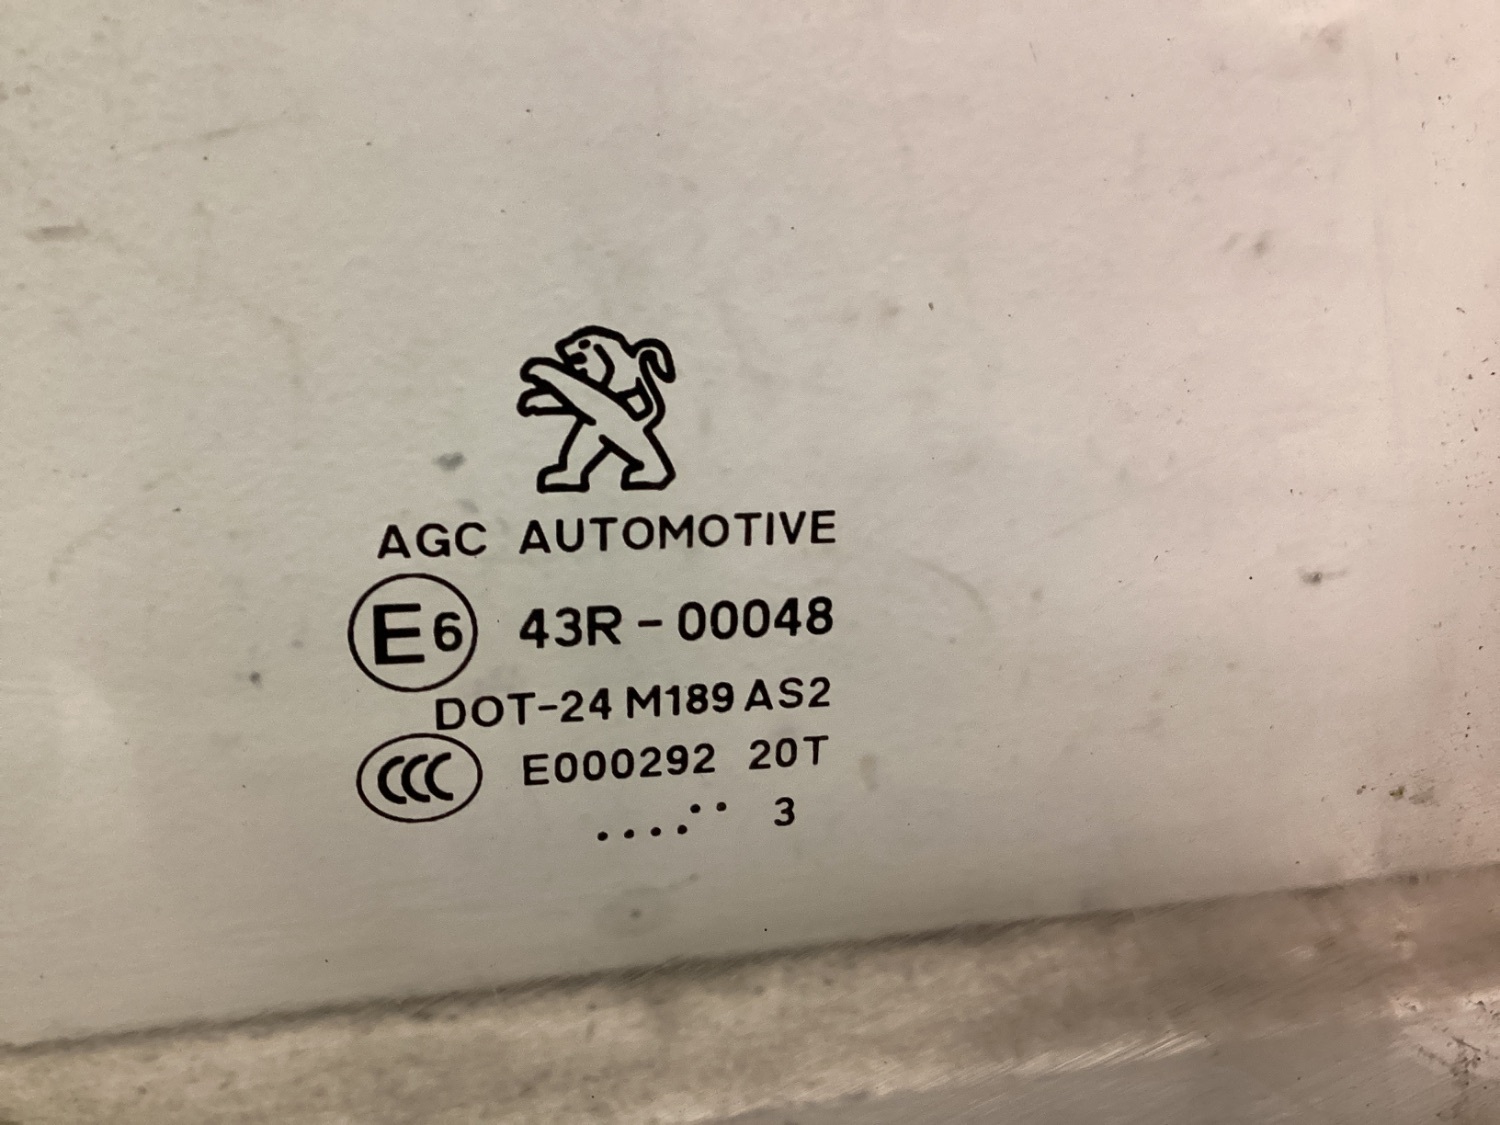 AGC AUTOMOTIVE
E6 43R-00048
DOT-24 M189 AS2
CCC E000292 20T
....·· 3